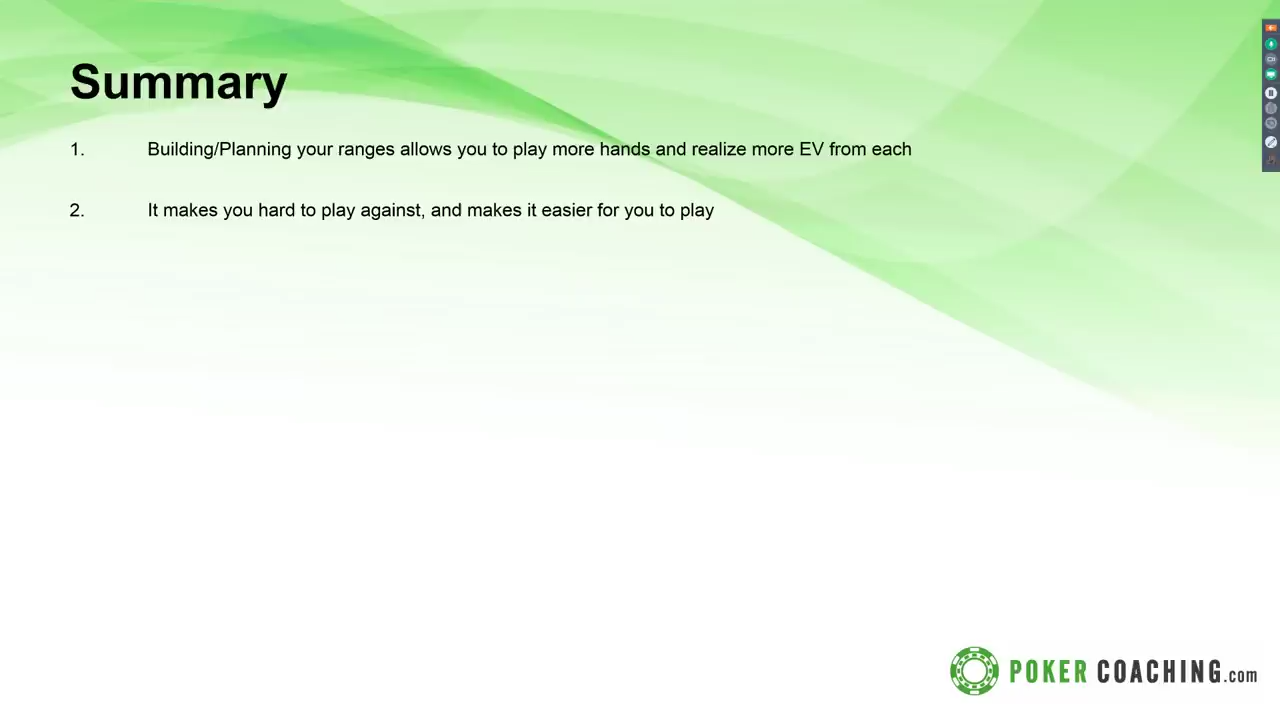 Summary
1. Building/Planning your ranges allows you to play more hands and realize more EV from each
2. It makes you hard to play against, and makes it easier for you to play
POKER COACHING.com